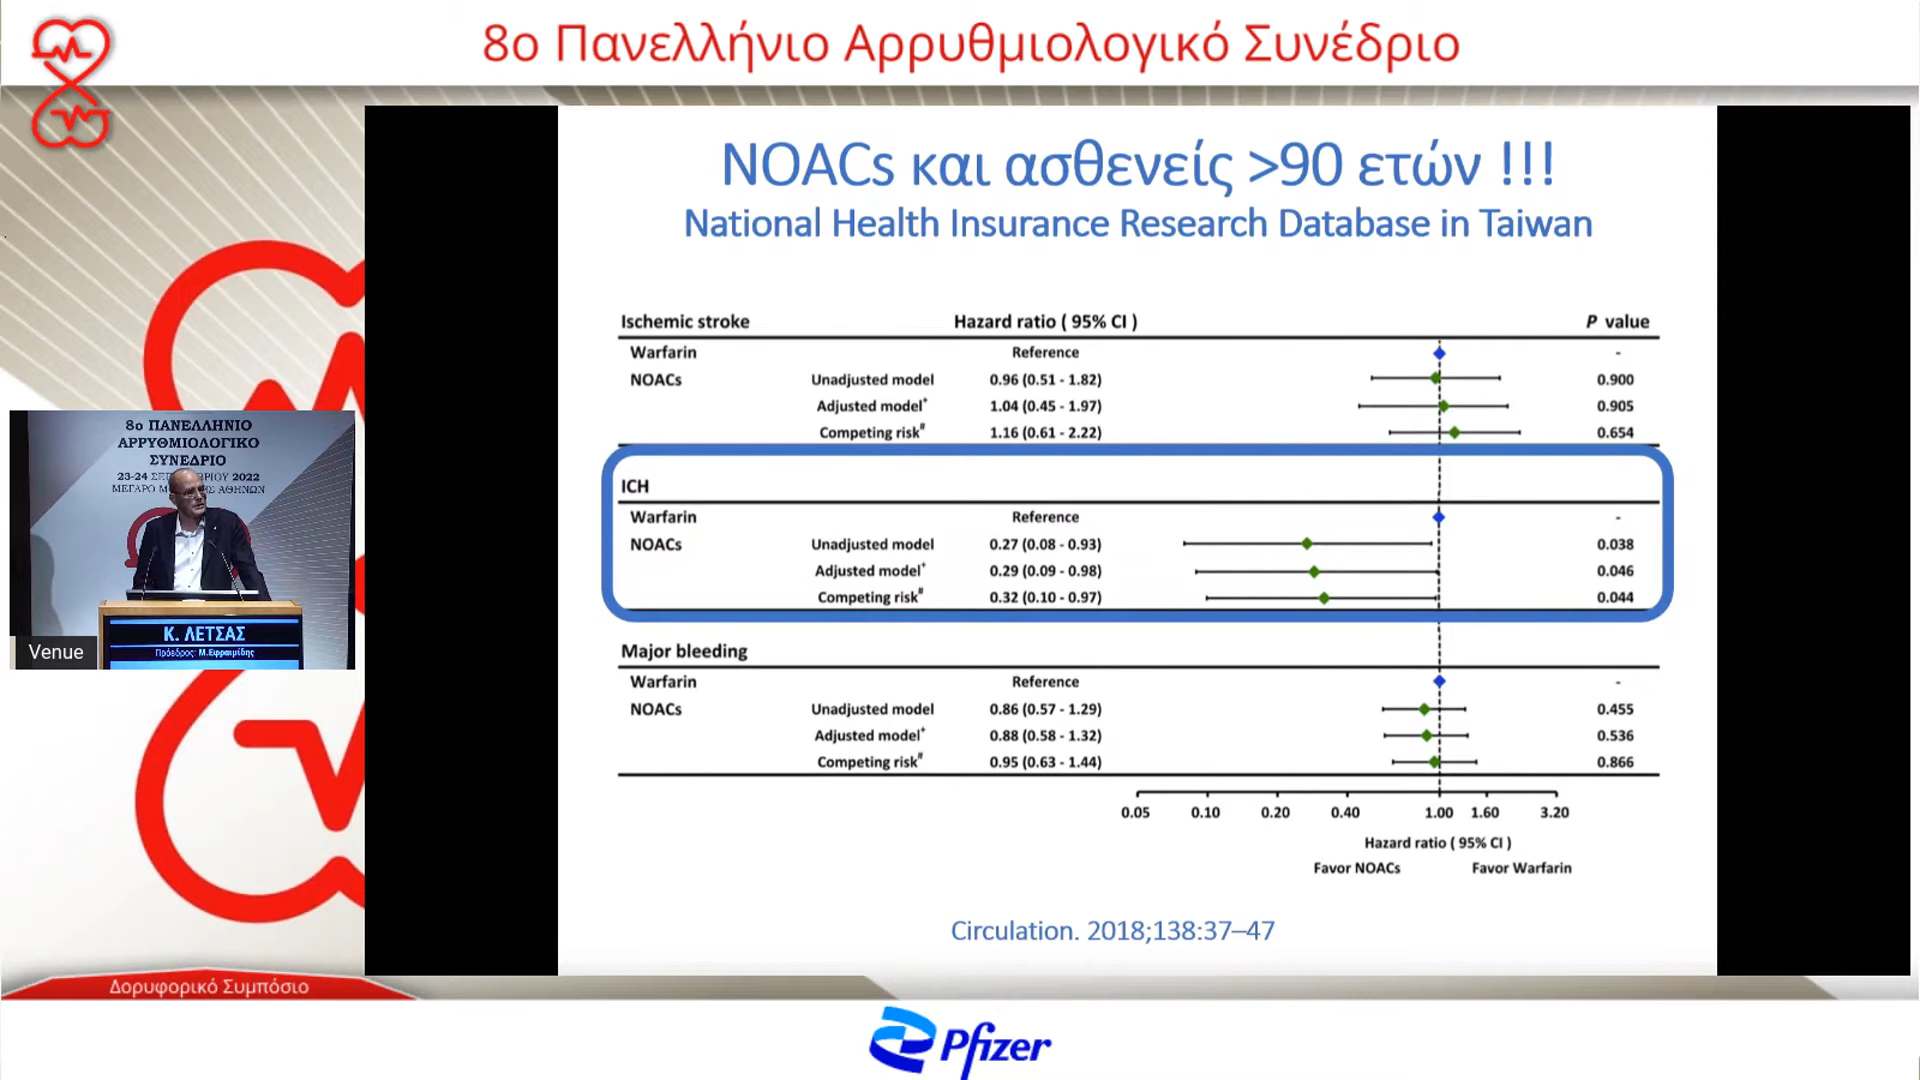 8ο Πανελλήνιο Αρρυθμιολογικό Συνέδριο
NOACs και ασθενείς >90 ετών !!!
National Health Insurance Research Database in Taiwan
Ischemic stroke Hazard ratio ( 95% CI ) P value
Warfarin Reference -
NOACs Unadjusted model 0.96 (0.51 - 1.82) 0.900
Adjusted model+ 1.04 (0.45 - 1.97) 0.905
Competing risk# 1.16 (0.61 - 2.22) 0.654
ICH
Warfarin Reference -
NOACs Unadjusted model 0.27 (0.08 - 0.93) 0.038
Adjusted model+ 0.29 (0.09 - 0.98) 0.046
Competing risk# 0.32 (0.10 - 0.97) 0.044
Major bleeding
Warfarin Reference -
NOACs Unadjusted model 0.86 (0.57 - 1.29) 0.455
Adjusted model+ 0.88 (0.58 - 1.32) 0.536
Competing risk# 0.95 (0.63 - 1.44) 0.866
0.05 0.10 0.20 0.40 1.00 1.60 3.20
Hazard ratio ( 95% CI )
Favor NOACs Favor Warfarin
Circulation. 2018;138:37–47
8ο ΠΑΝΕΛΛΗΝΙΟ
ΑΡΡΥΘΜΙΟΛΟΓΙΚΟ
ΣΥΝΕΔΡΙΟ
23-24 2022
ΑΘΗΝΩΝ
Κ. ΛΕΤΣΑΣ
Πρόεδρος: Μ.Εφραιμίδης
Venue
Δορυφορικό Συμπόσιο
Pfizer